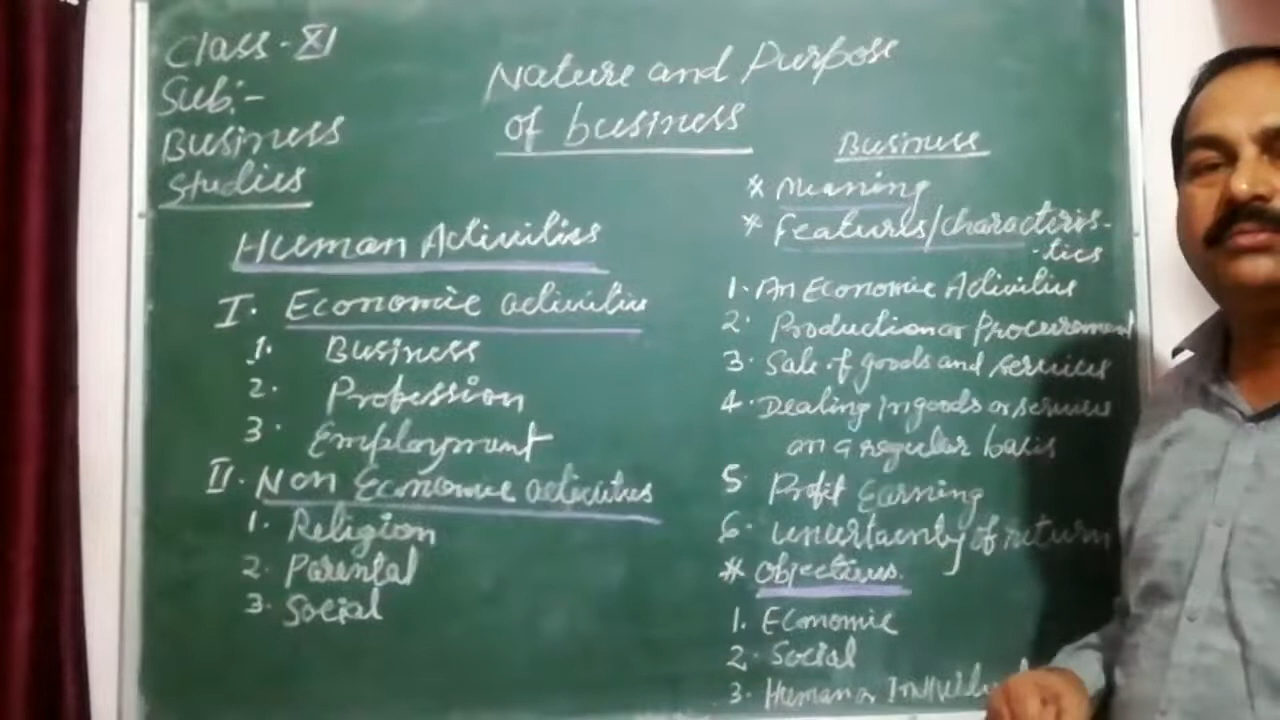 Class - XI
Sub:-
Business
Studies
Nature and Purpose
of business
Human Activities
I. Economic activities
1. Business
2. Profession
3. Employment
II. Non Economic activities
1. Religion
2. Parental
3. Social
Business
* Meaning
* Features/characteris-
-tics
1. An Economic Activities
2. Production or Procurement
3. Sale of goods and services
4. Dealing in goods or services
on a regular basis
5. Profit Earning
6. uncertainty of return
* Objectives.
1. Economic
2. Social
3. Human or